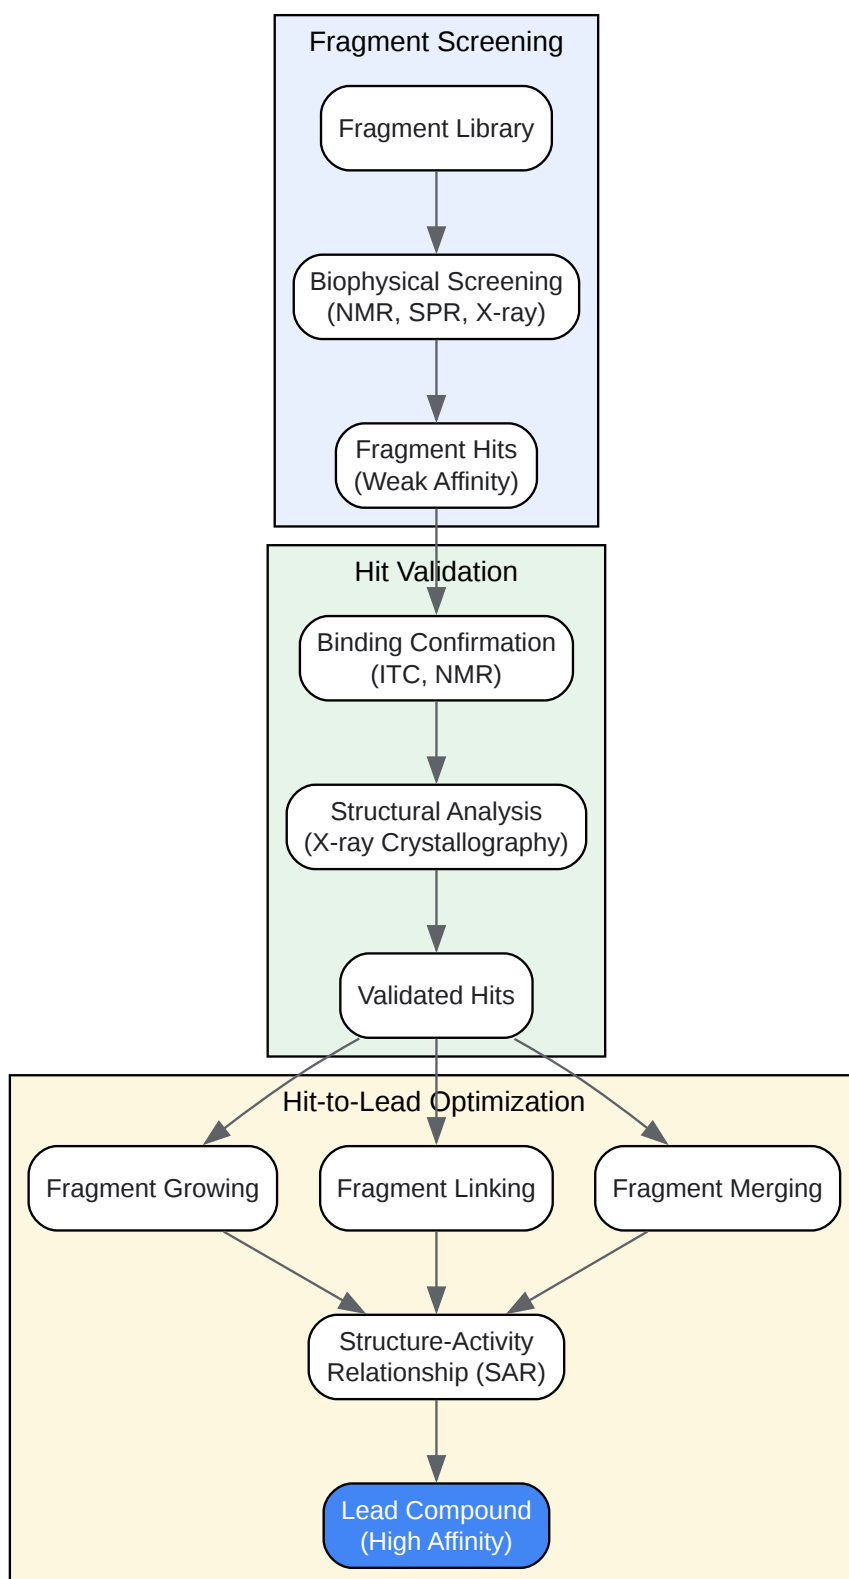 Fragment Screening
Fragment Library
Biophysical Screening
(NMR, SPR, X-ray)
Fragment Hits
(Weak Affinity)
Hit Validation
Binding Confirmation
(ITC, NMR)
Structural Analysis
(X-ray Crystallography)
Validated Hits
Hit-to-Lead Optimization
Fragment Growing
Fragment Linking
Fragment Merging
Structure-Activity
Relationship (SAR)
Lead Compound
(High Affinity)